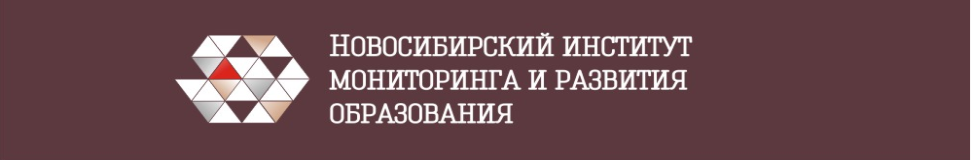 Новосибирский институт
мониторинга и развития
образования